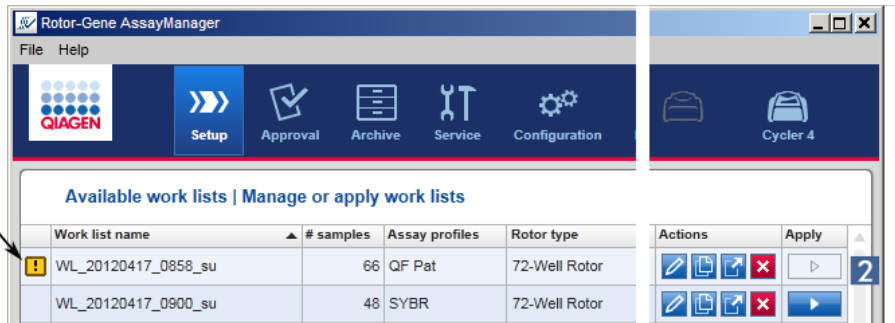 Rotor-Gene AssayManager
File Help
QIAGEN
Setup Approval Archive Service Configuration Cycler 4
Available work lists | Manage or apply work lists
Work list name # samples Assay profiles Rotor type Actions Apply
WL_20120417_0858_su 66 QF Pat 72-Well Rotor 2
WL_20120417_0900_su 48 SYBR 72-Well Rotor